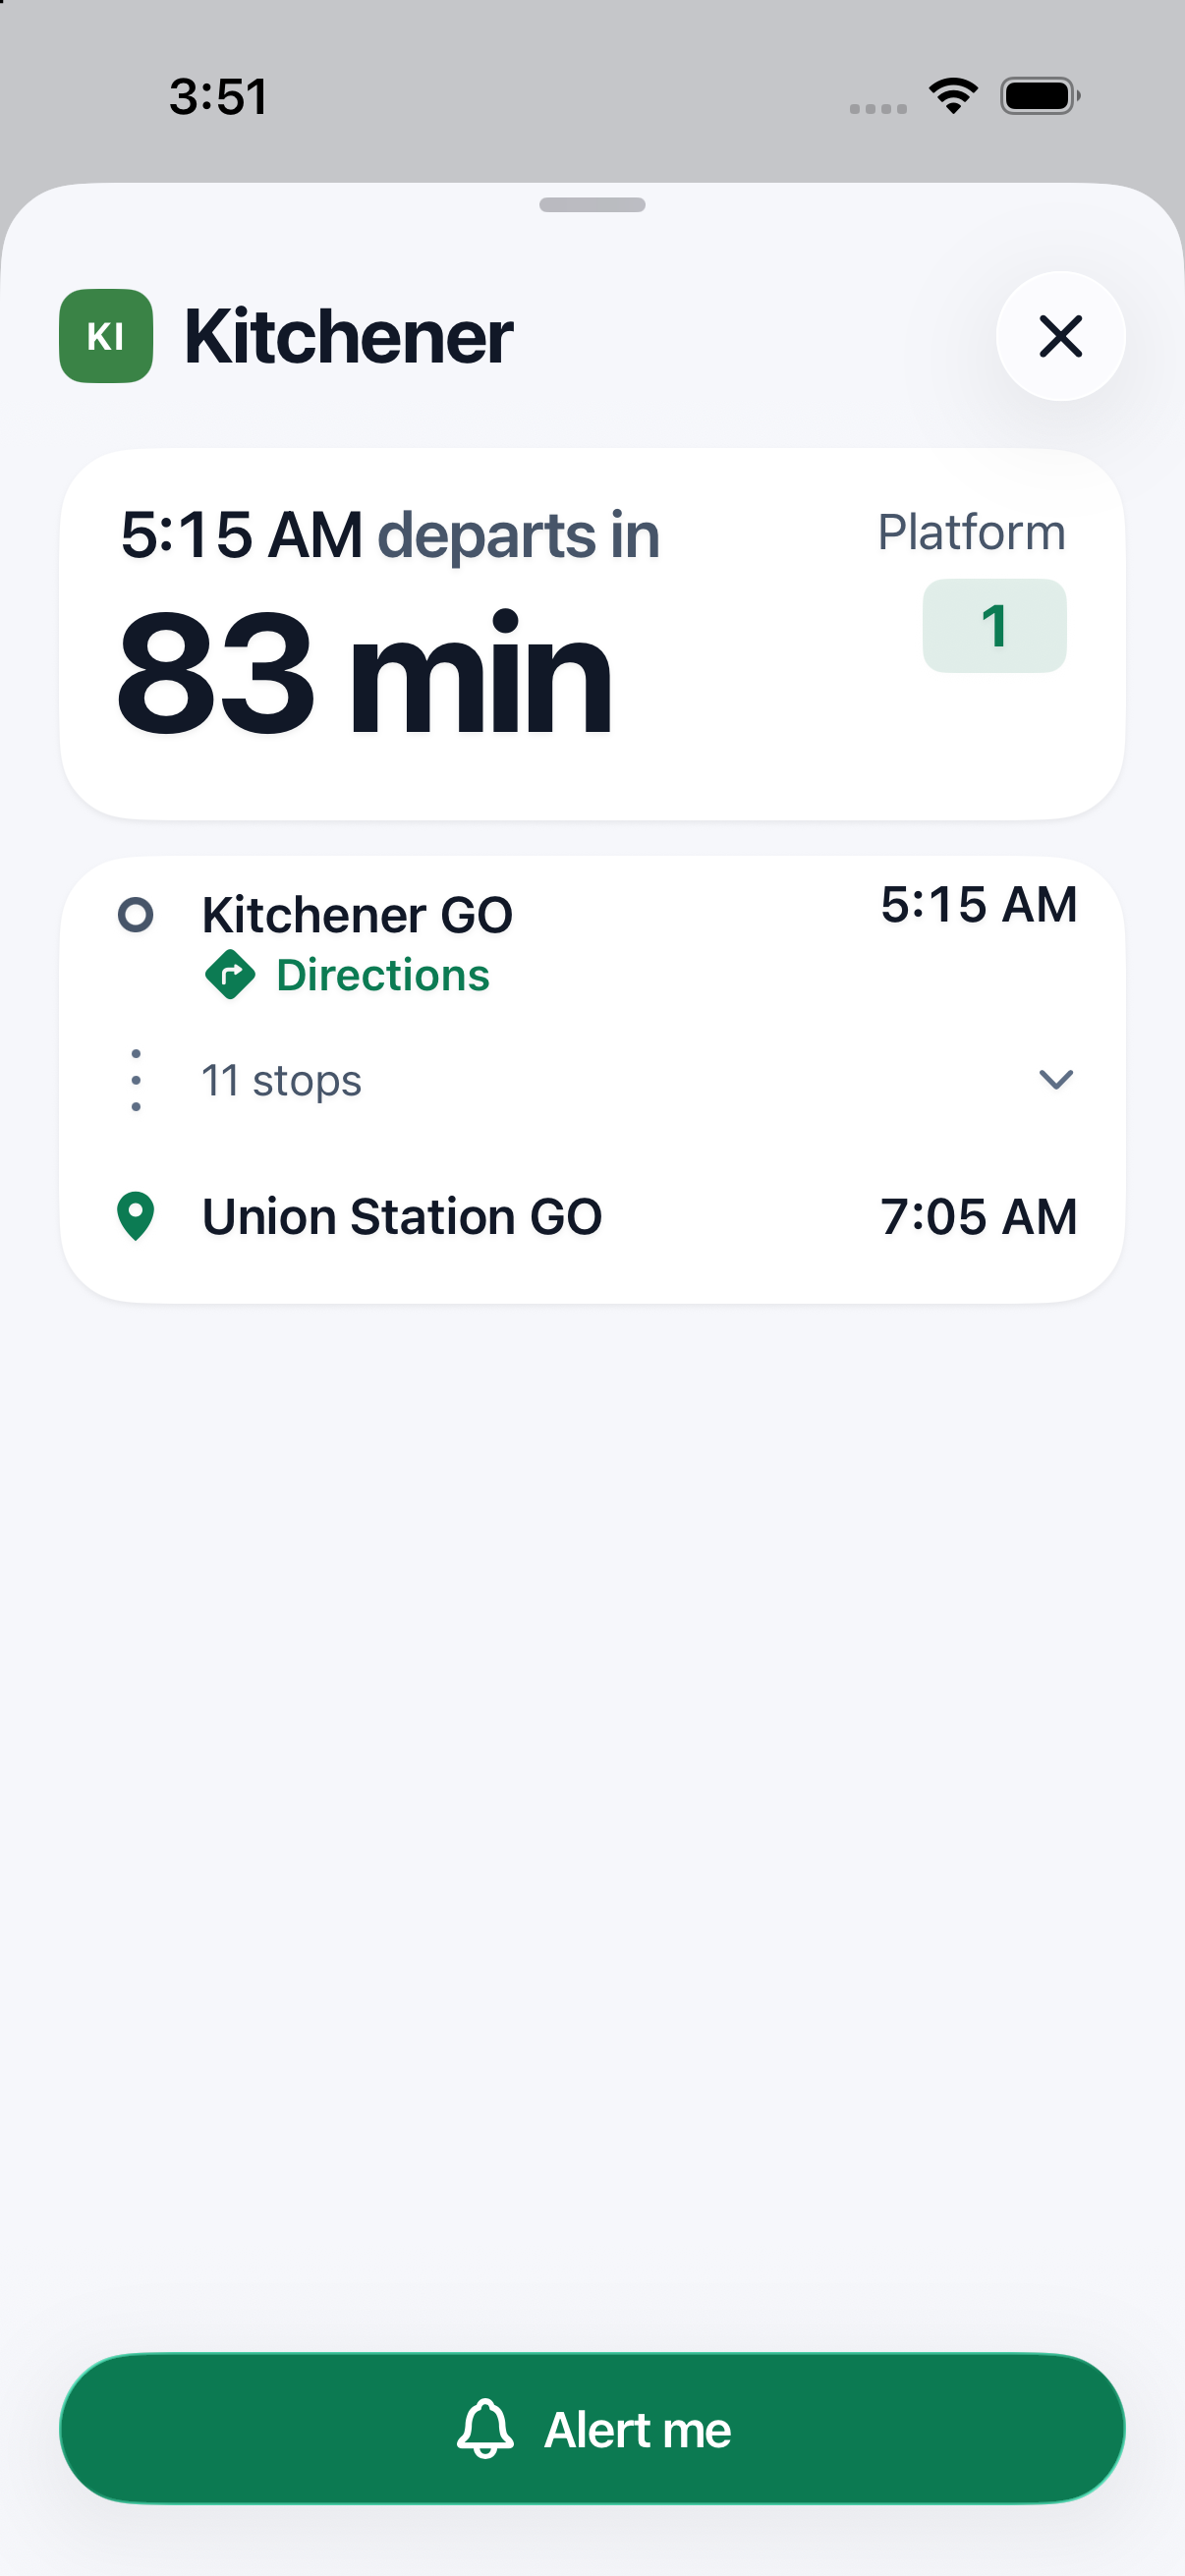 3:51
KI Kitchener
5:15 AM departs in
Platform
83 min
1
Kitchener GO 5:15 AM
Directions
11 stops
Union Station GO 7:05 AM
Alert me